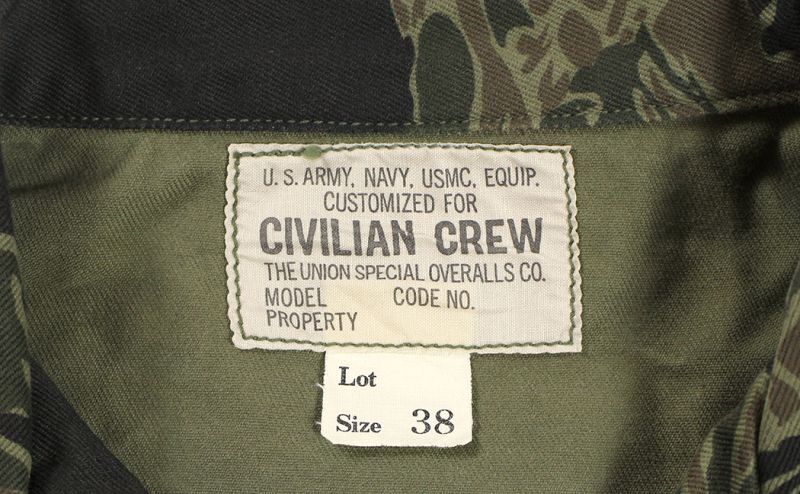 U.S. ARMY, NAVY, USMC, EQUIP.
CUSTOMIZED FOR
CIVILIAN CREW
THE UNION SPECIAL OVERALLS CO.
MODEL CODE NO.
PROPERTY
Lot
Size 38